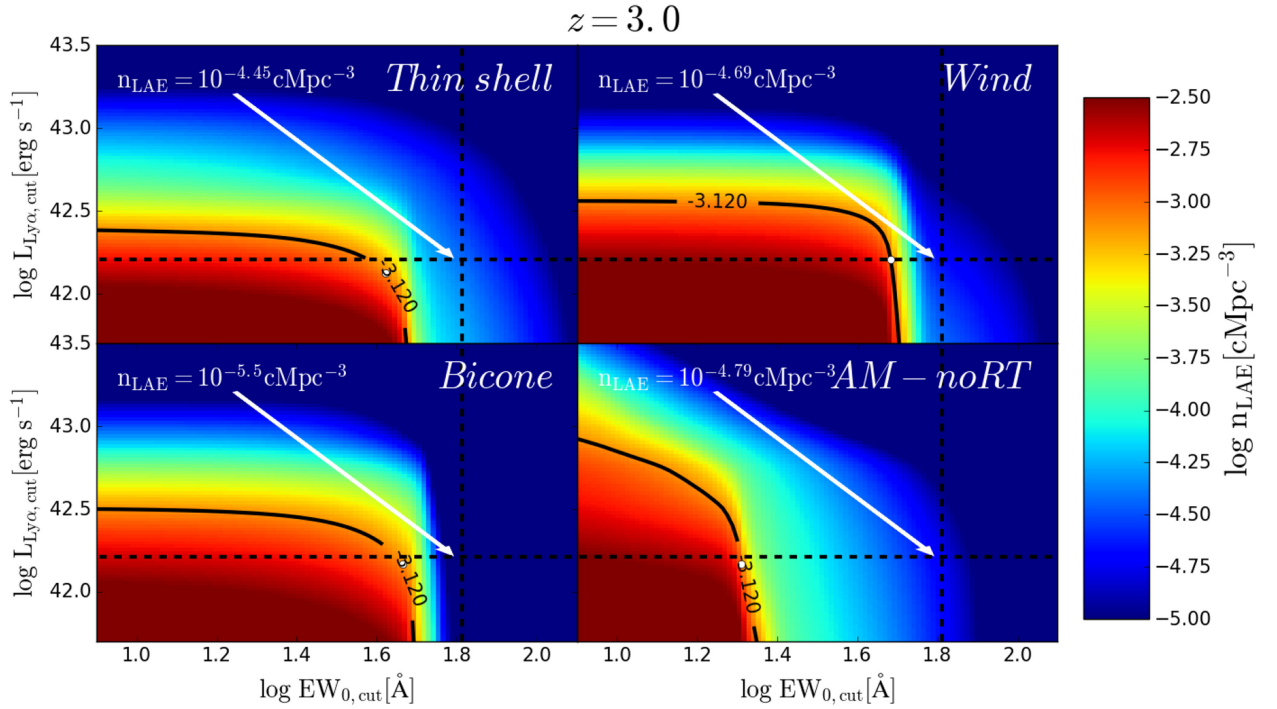 z = 3.0
43.5
43.0
42.5
42.0
log L_Lyα,cut[erg s⁻¹]
n_LAE = 10^−4.45 cMpc⁻³
Thin shell
-3.120
n_LAE = 10^−4.69 cMpc⁻³
Wind
-3.120
43.5
43.0
42.5
42.0
log L_Lyα,cut[erg s⁻¹]
n_LAE = 10^−5.5 cMpc⁻³
Bicone
-3.120
n_LAE = 10^−4.79 cMpc⁻³
AM − noRT
-3.120
1.0 1.2 1.4 1.6 1.8 2.0
log EW_0,cut[Å]
1.0 1.2 1.4 1.6 1.8 2.0
log EW_0,cut[Å]
−2.50
−2.75
−3.00
−3.25
−3.50
−3.75
−4.00
−4.25
−4.50
−4.75
−5.00
log n_LAE[cMpc⁻³]